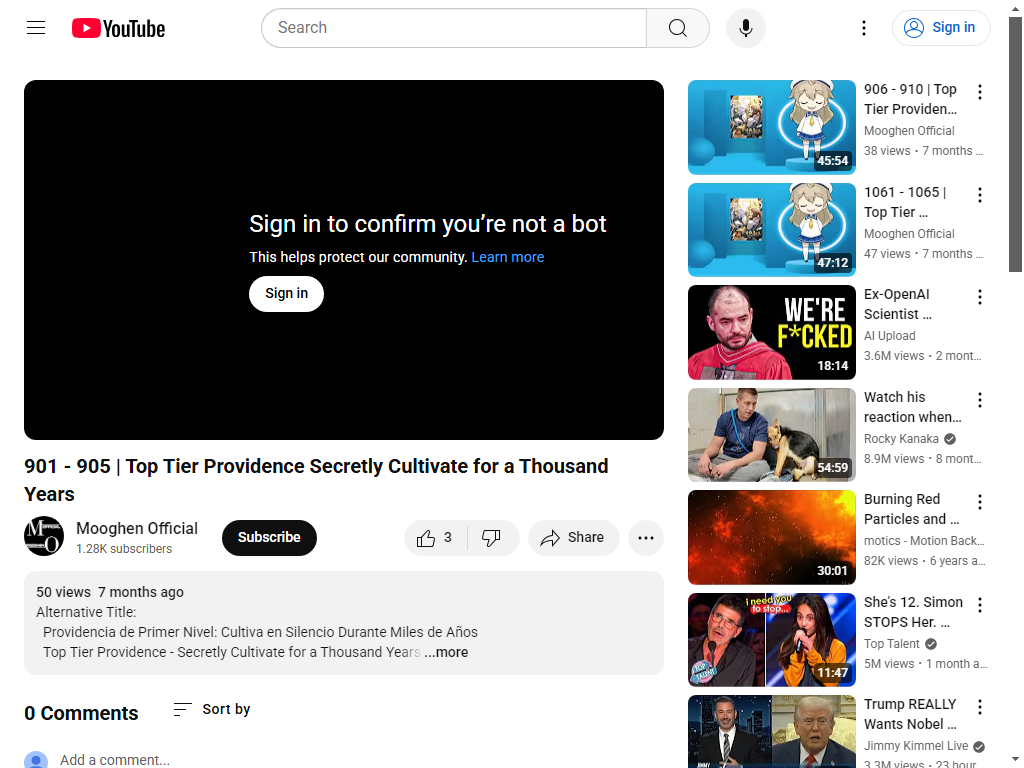 YouTube
Search
Sign in
Sign in to confirm you’re not a bot
This helps protect our community. Learn more
Sign in
901 - 905 | Top Tier Providence Secretly Cultivate for a Thousand
Years
Mooghen Official
1.28K subscribers
Subscribe
3
Share
50 views  7 months ago
Alternative Title:
Providencia de Primer Nivel: Cultiva en Silencio Durante Miles de Años
Top Tier Providence - Secretly Cultivate for a Thousand Years ...more
0 Comments
Sort by
Add a comment...
45:54
906 - 910 | Top
Tier Providen...
Mooghen Official
38 views • 7 months ...
47:12
1061 - 1065 |
Top Tier ...
Mooghen Official
47 views • 7 months ...
WE'RE
F*CKED
18:14
Ex-OpenAI
Scientist ...
AI Upload
3.6M views • 2 mont...
54:59
Watch his
reaction when...
Rocky Kanaka
8.9M views • 8 mont...
30:01
Burning Red
Particles and ...
motics - Motion Back...
82K views • 6 years a...
i need you
to stop...
TOP
TALENT
11:47
She's 12. Simon
STOPS Her. ...
Top Talent
5M views • 1 month a...
JIMMY
Trump REALLY
Wants Nobel ...
Jimmy Kimmel Live
3.3M views • 23 hour...